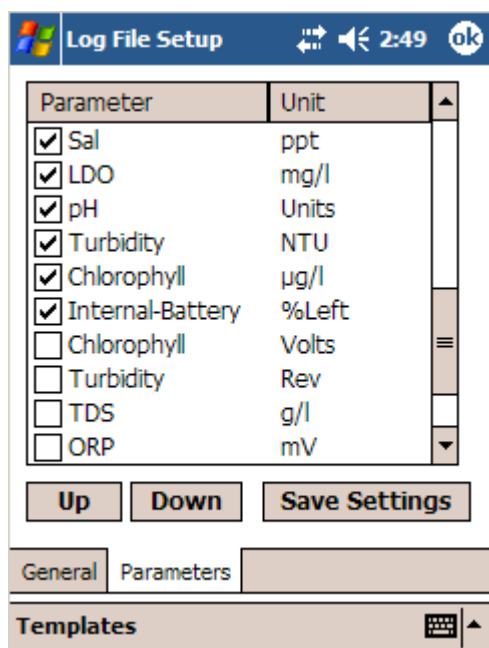 Log File Setup 2:49 ok
Parameter Unit
Sal ppt
LDO mg/l
pH Units
Turbidity NTU
Chlorophyll µg/l
Internal-Battery %Left
Chlorophyll Volts
Turbidity Rev
TDS g/l
ORP mV
Up Down Save Settings
General Parameters
Templates